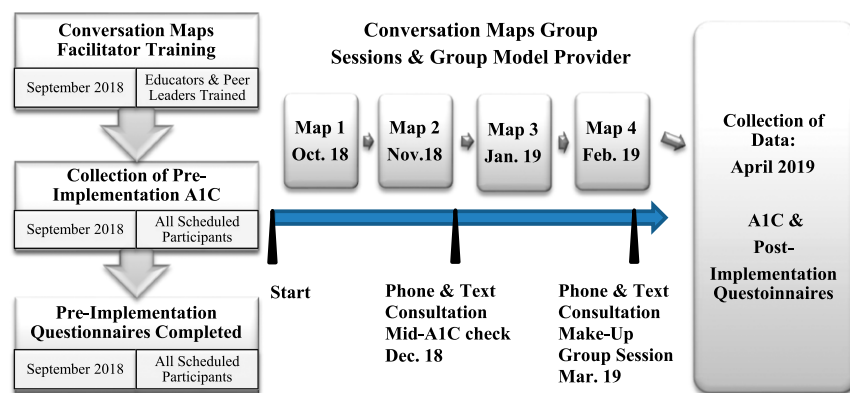 Conversation Maps
Facilitator Training
September 2018
Educators & Peer
Leaders Trained
Collection of Pre-
Implementation A1C
September 2018
All Scheduled
Participants
Pre-Implementation
Questionnaires Completed
September 2018
All Scheduled
Participants
Conversation Maps Group
Sessions & Group Model Provider
Map 1
Oct. 18
Map 2
Nov.18
Map 3
Jan. 19
Map 4
Feb. 19
Start
Phone & Text
Consultation
Mid-A1C check
Dec. 18
Phone & Text
Consultation
Make-Up
Group Session
Mar. 19
Collection of
Data:
April 2019
A1C &
Post-
Implementation
Questoinnaires